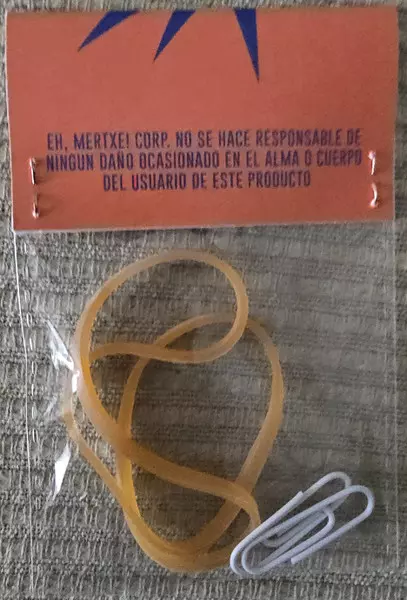 EH, MERTXE! CORP. NO SE HACE RESPONSABLE DE
NINGUN DAÑO OCASIONADO EN EL ALMA O CUERPO
DEL USUARIO DE ESTE PRODUCTO